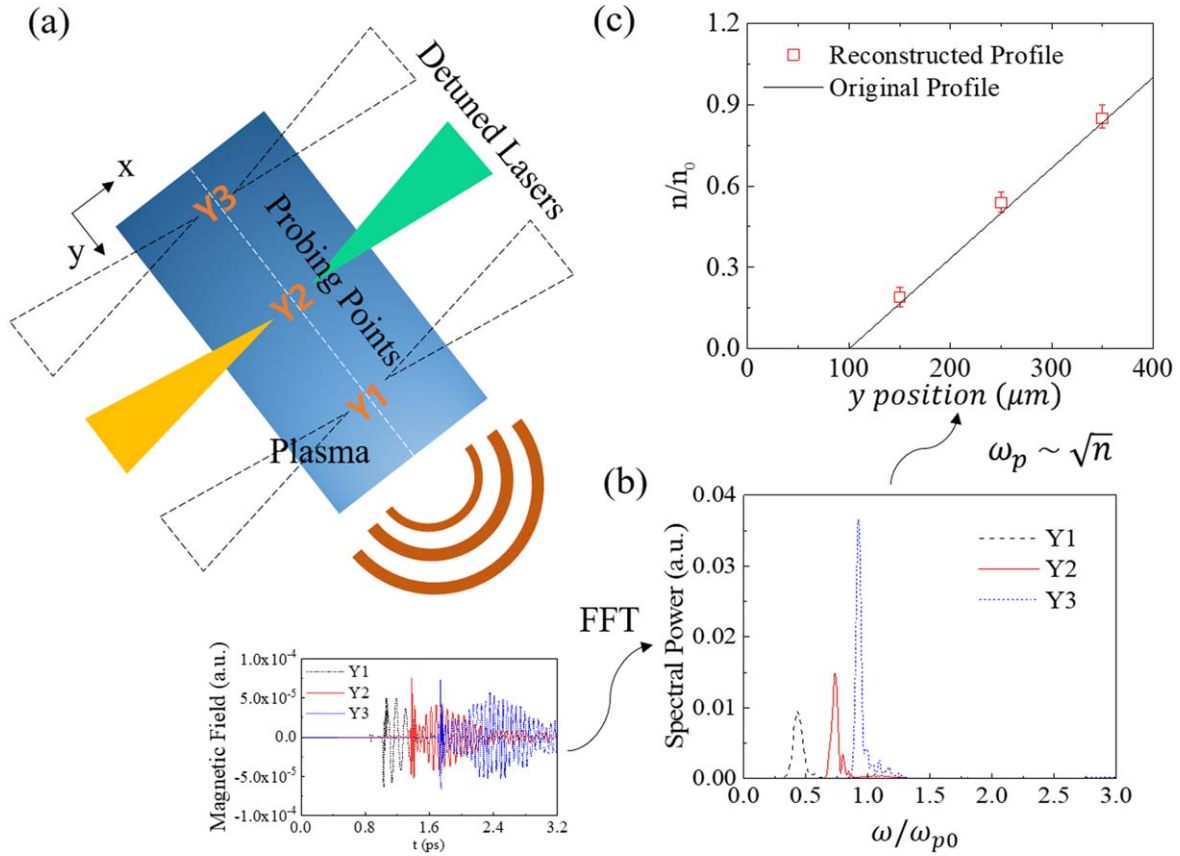 (a)
Detuned Lasers
x
y
Y3
Probing Points
Y2
Y1
Plasma
(c)
1.2
0.9
0.6
0.3
0.0
n/n₀
Reconstructed Profile
Original Profile
0 100 200 300 400
y position (μm)
ωₚ ~ √n
(b)
0.04
0.03
0.02
0.01
0.00
Spectral Power (a.u.)
Y1
Y2
Y3
0.0 0.5 1.0 1.5 2.0 2.5 3.0
ω/ωₚ₀
FFT
1.0x10⁻⁴
5.0x10⁻⁵
0.0
-5.0x10⁻⁵
-1.0x10⁻⁴
Magnetic Field (a.u.)
Y1
Y2
Y3
0.0 0.8 1.6 2.4 3.2
t (ps)